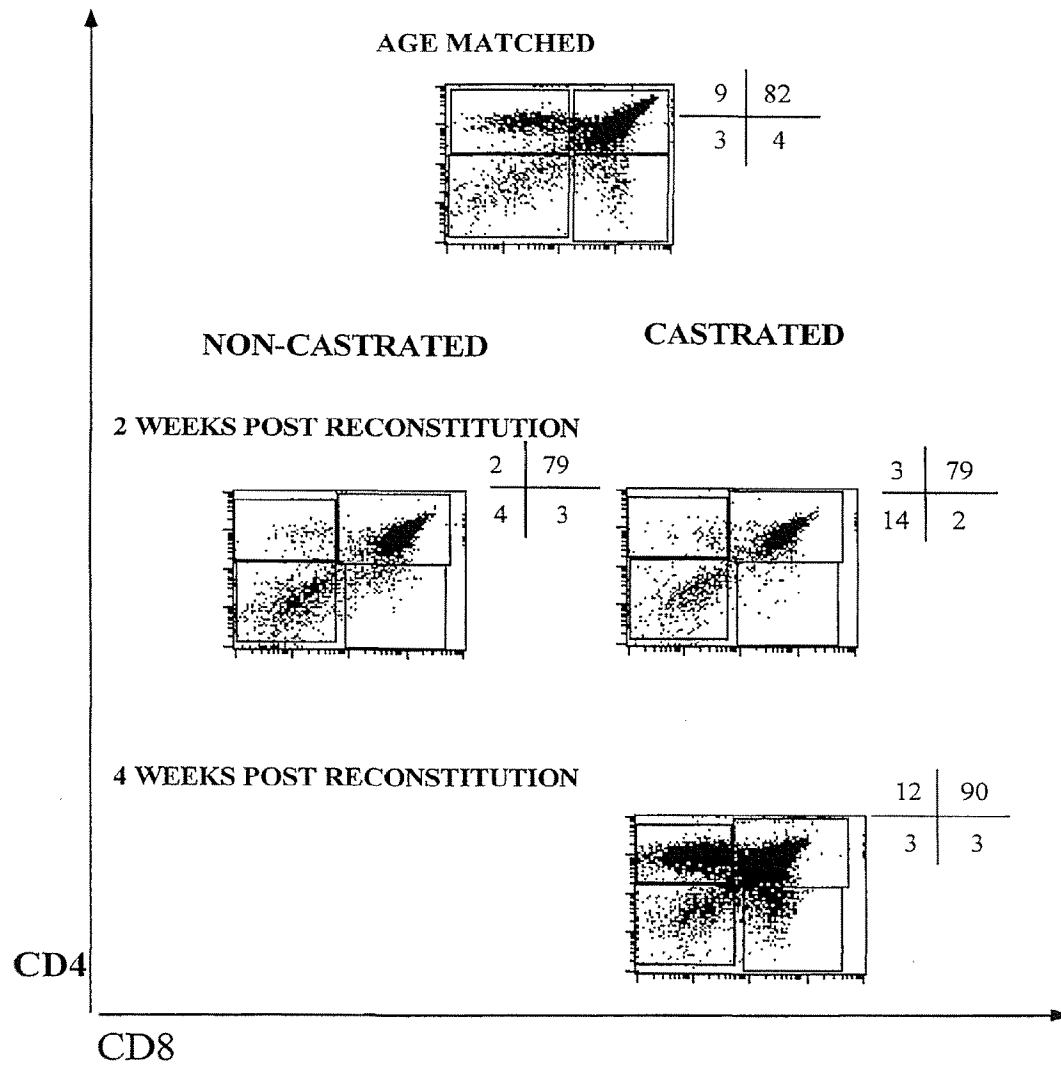 AGE MATCHED
9 82
3 4
NON-CASTRATED
CASTRATED
2 WEEKS POST RECONSTITUTION
2 79
4 3
3 79
14 2
4 WEEKS POST RECONSTITUTION
12 90
3 3
CD4
CD8